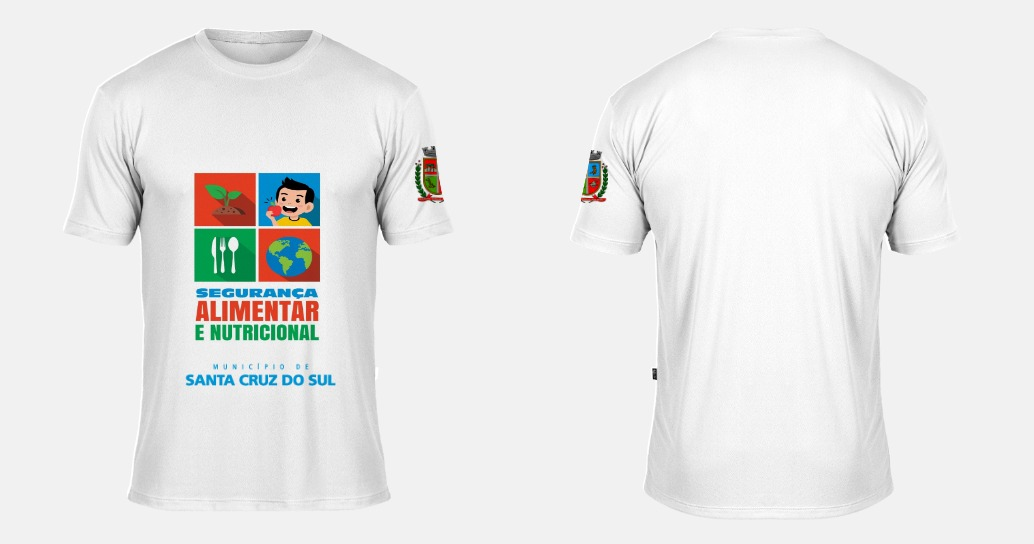 SEGURANÇA
ALIMENTAR
E NUTRICIONAL
MUNICÍPIO DE
SANTA CRUZ DO SUL